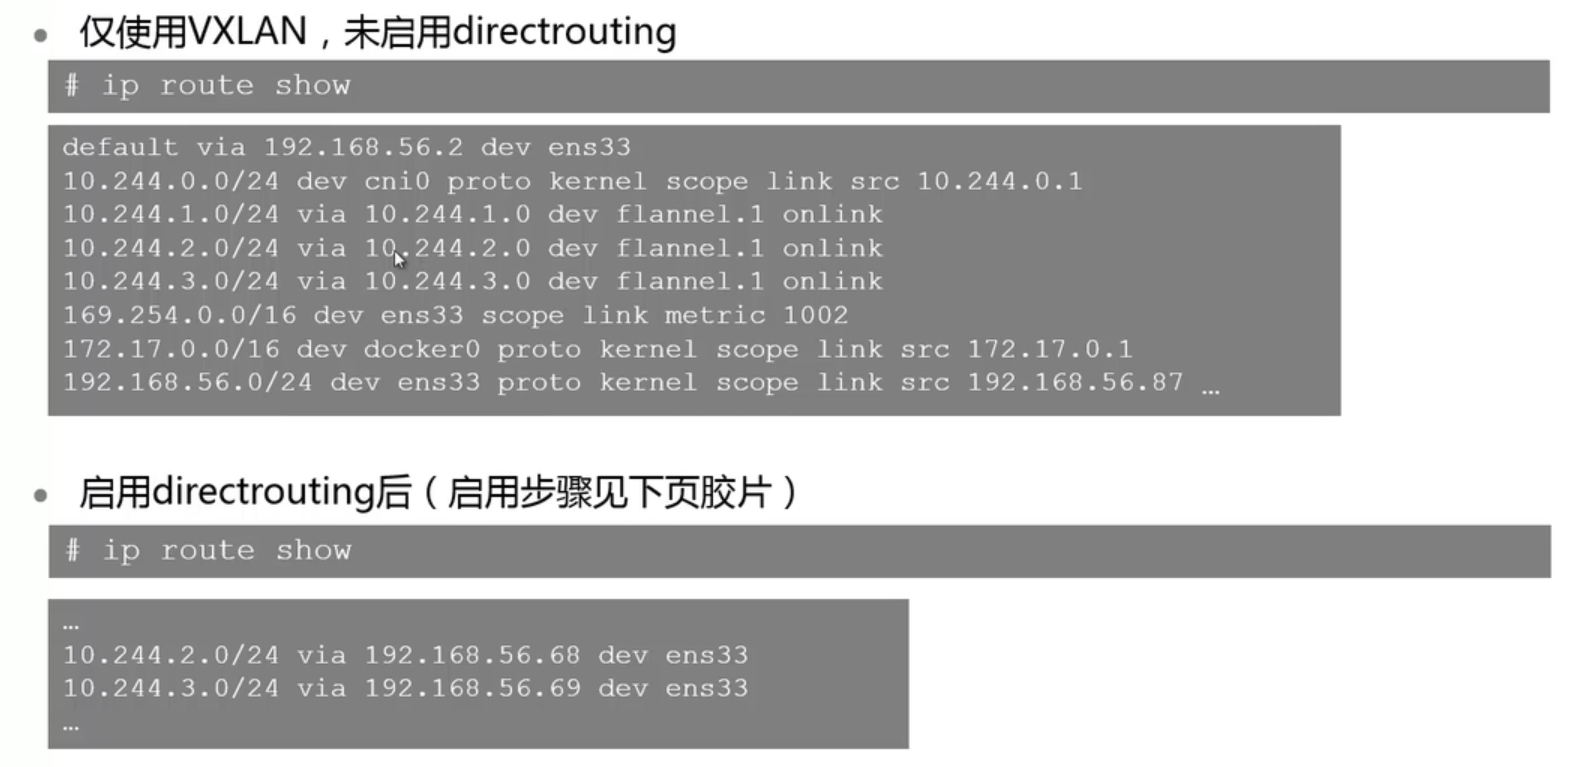 仅使用VXLAN，未启用directrouting
# ip route show
default via 192.168.56.2 dev ens33
10.244.0.0/24 dev cni0 proto kernel scope link src 10.244.0.1
10.244.1.0/24 via 10.244.1.0 dev flannel.1 onlink
10.244.2.0/24 via 10.244.2.0 dev flannel.1 onlink
10.244.3.0/24 via 10.244.3.0 dev flannel.1 onlink
169.254.0.0/16 dev ens33 scope link metric 1002
172.17.0.0/16 dev docker0 proto kernel scope link src 172.17.0.1
192.168.56.0/24 dev ens33 proto kernel scope link src 192.168.56.87 …
启用directrouting后（启用步骤见下页胶片）
# ip route show
…
10.244.2.0/24 via 192.168.56.68 dev ens33
10.244.3.0/24 via 192.168.56.69 dev ens33
…